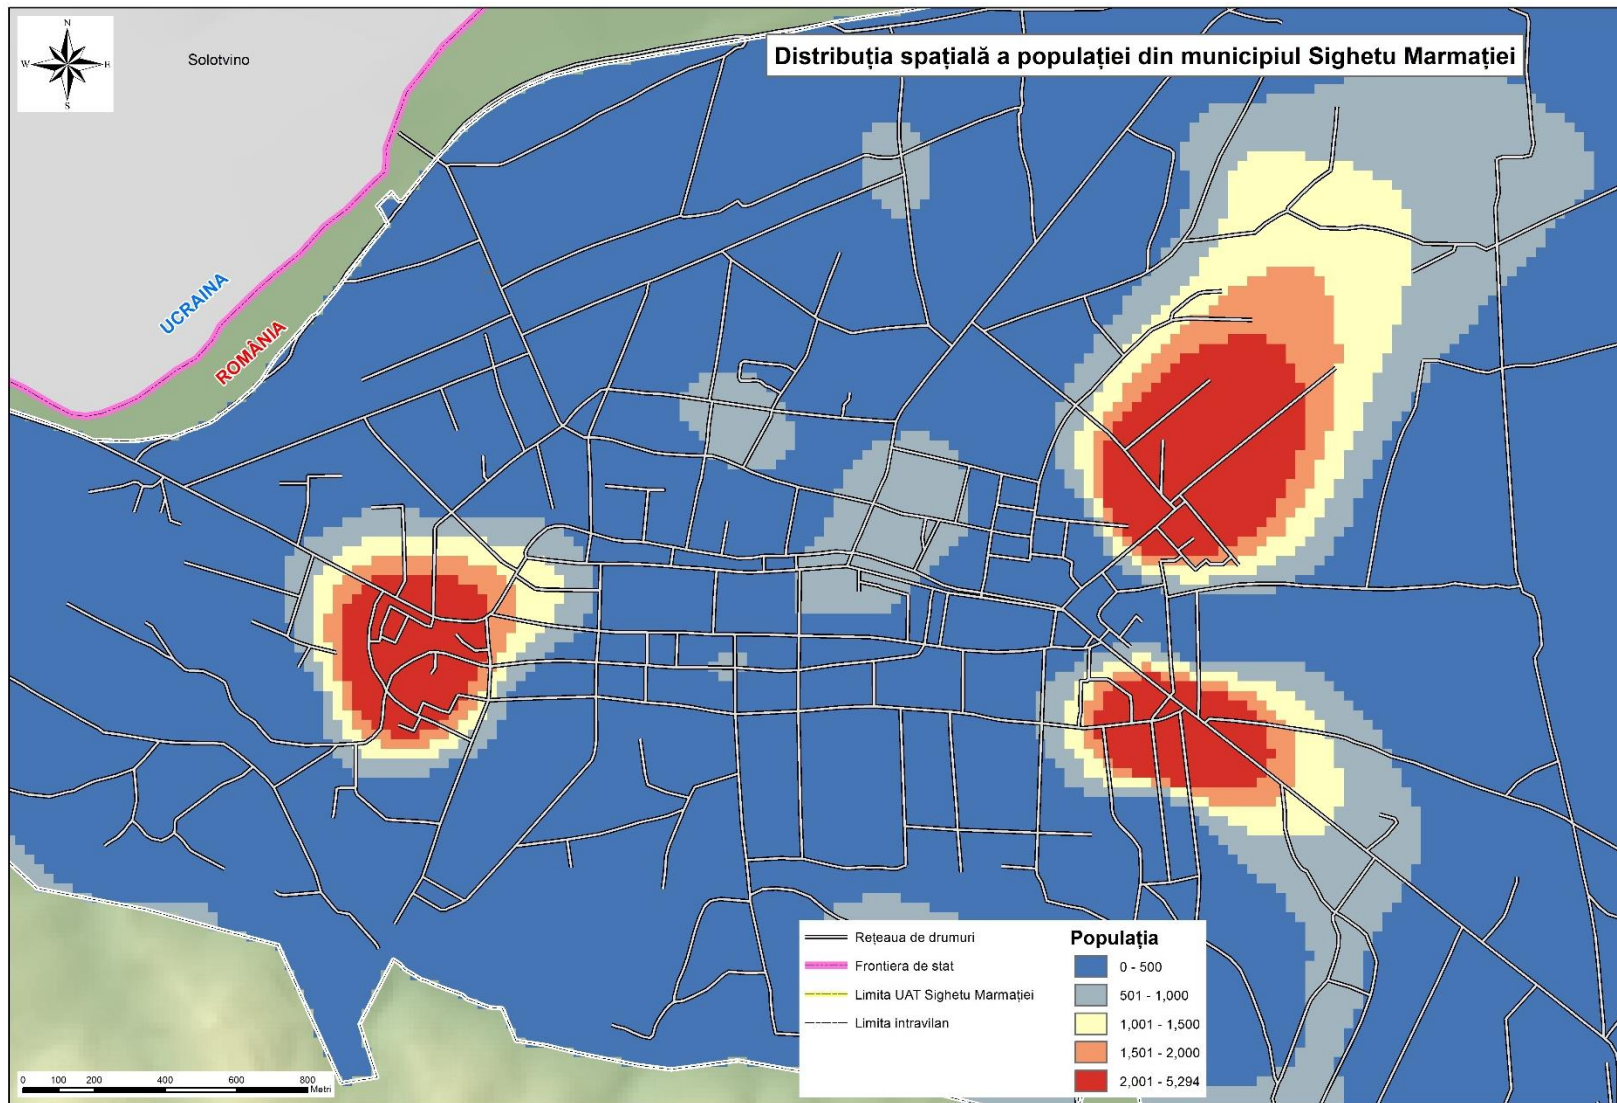 N
W
E
S
Solotvino
Distribuția spațială a populației din municipiul Sighetu Marmației
UCRAINA
ROMÂNIA
Rețeaua de drumuri
Frontiera de stat
Limita UAT Sighetu Marmației
Limita intravilan
Populația
0 - 500
501 - 1,000
1,001 - 1,500
1,501 - 2,000
2,001 - 5,294
0 100 200 400 600 800
Metri